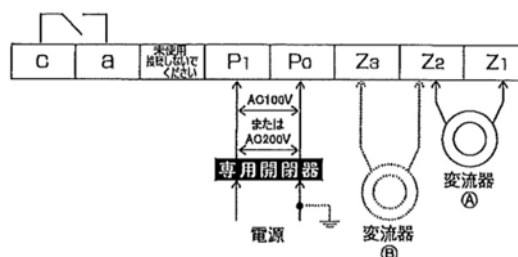 c a 未使用 接続しないで ください P1 P0 Z3 Z2 Z1
AC100V
または
AC200V
専用開閉器
電源
変流器
Ⓐ
変流器
Ⓑ